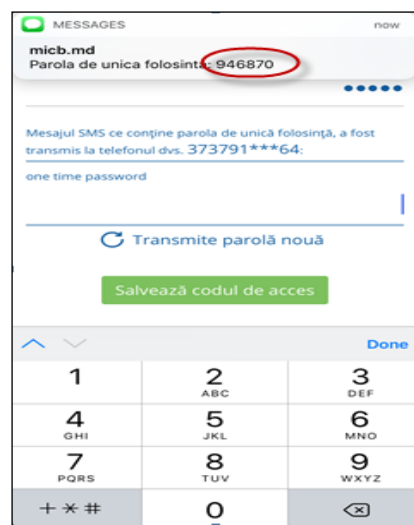 MESSAGES now
micb.md
Parola de unica folosinta: 946870
•••••
Mesajul SMS ce conține parola de unică folosință, a fost
transmis la telefonul dvs. 373791***64:
one time password
Transmite parolă nouă
Salvează codul de acces
Done
1 2 3
ABC DEF
4 5 6
GHI JKL MNO
7 8 9
PQRS TUV WXYZ
+*# 0